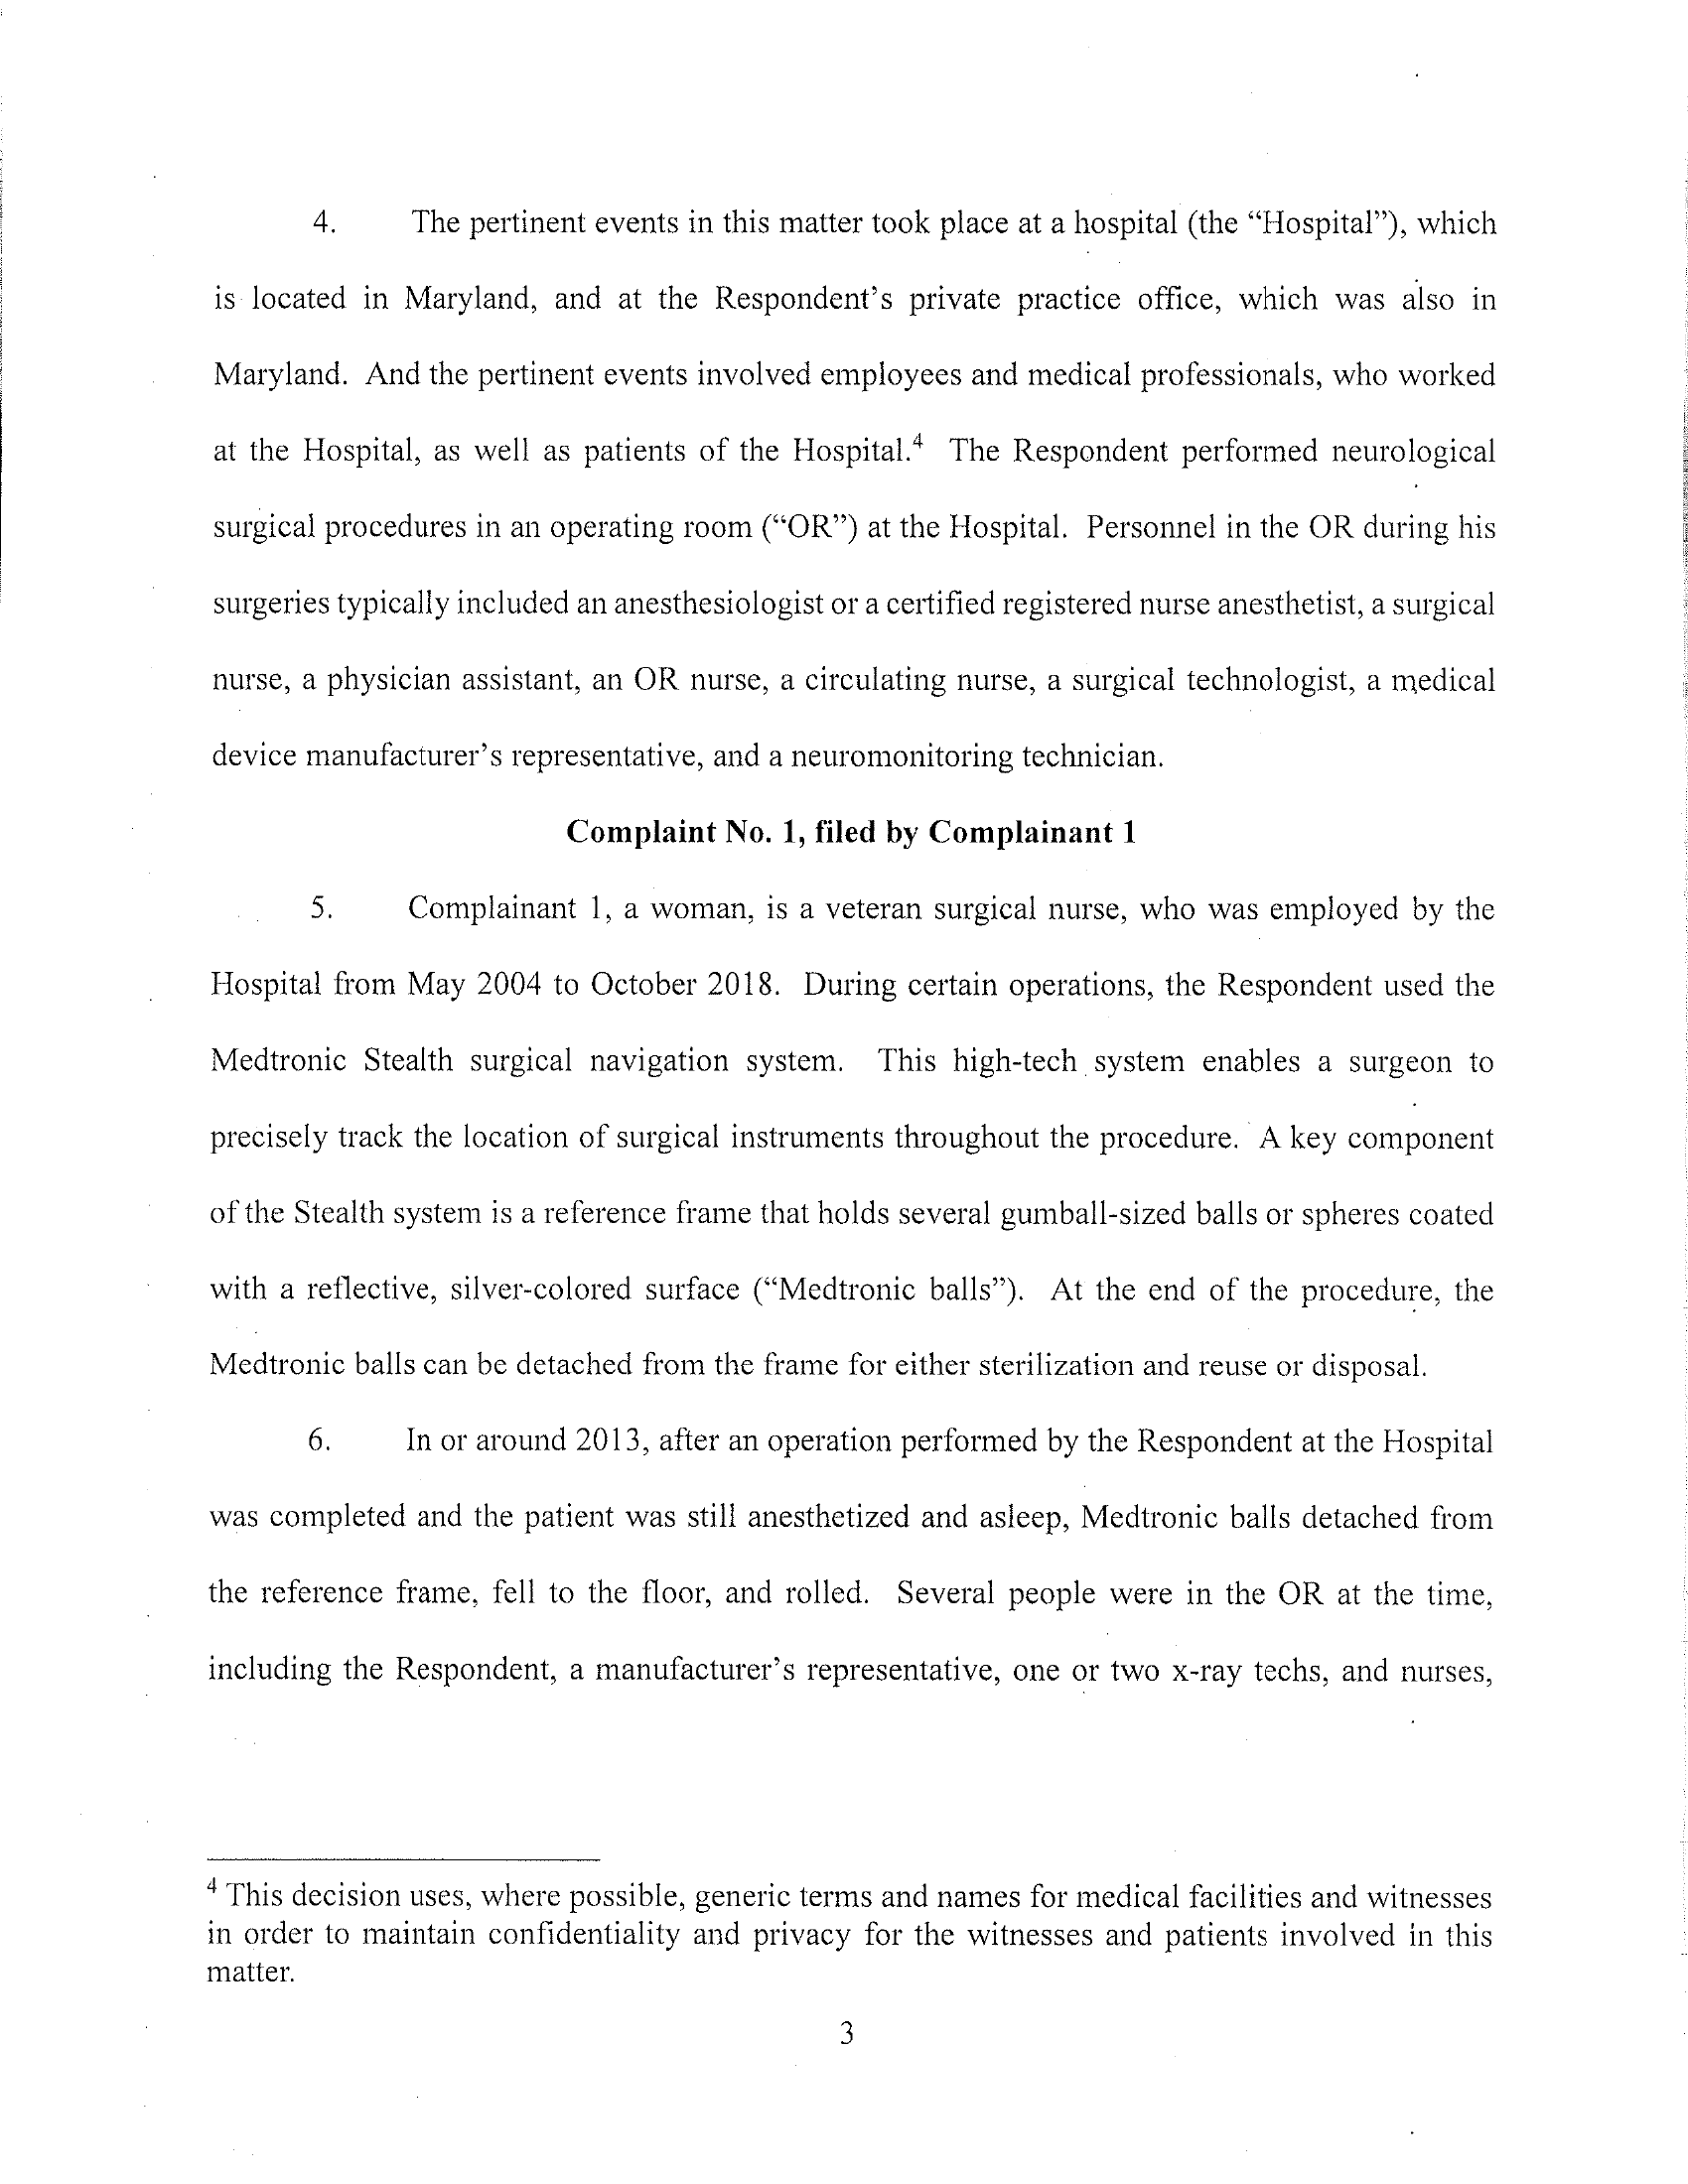 4. The pertinent events in this matter took place at a hospital (the “Hospital”), which
is located in Maryland, and at the Respondent’s private practice office, which was also in
Maryland. And the pertinent events involved employees and medical professionals, who worked
at the Hospital, as well as patients of the Hospital.4 The Respondent performed neurological
surgical procedures in an operating room (“OR”) at the Hospital. Personnel in the OR during his
surgeries typically included an anesthesiologist or a certified registered nurse anesthetist, a surgical
nurse, a physician assistant, an OR nurse, a circulating nurse, a surgical technologist, a medical
device manufacturer’s representative, and a neuromonitoring technician.
Complaint No. 1, filed by Complainant 1
5. Complainant 1, a woman, is a veteran surgical nurse, who was employed by the
Hospital from May 2004 to October 2018. During certain operations, the Respondent used the
Medtronic Stealth surgical navigation system. This high-tech system enables a surgeon to
precisely track the location of surgical instruments throughout the procedure. A key component
of the Stealth system is a reference frame that holds several gumball-sized balls or spheres coated
with a reflective, silver-colored surface (“Medtronic balls”). At the end of the procedure, the
Medtronic balls can be detached from the frame for either sterilization and reuse or disposal.
6. In or around 2013, after an operation performed by the Respondent at the Hospital
was completed and the patient was still anesthetized and asleep, Medtronic balls detached from
the reference frame, fell to the floor, and rolled. Several people were in the OR at the time,
including the Respondent, a manufacturer’s representative, one or two x-ray techs, and nurses,
4 This decision uses, where possible, generic terms and names for medical facilities and witnesses
in order to maintain confidentiality and privacy for the witnesses and patients involved in this
matter.
3